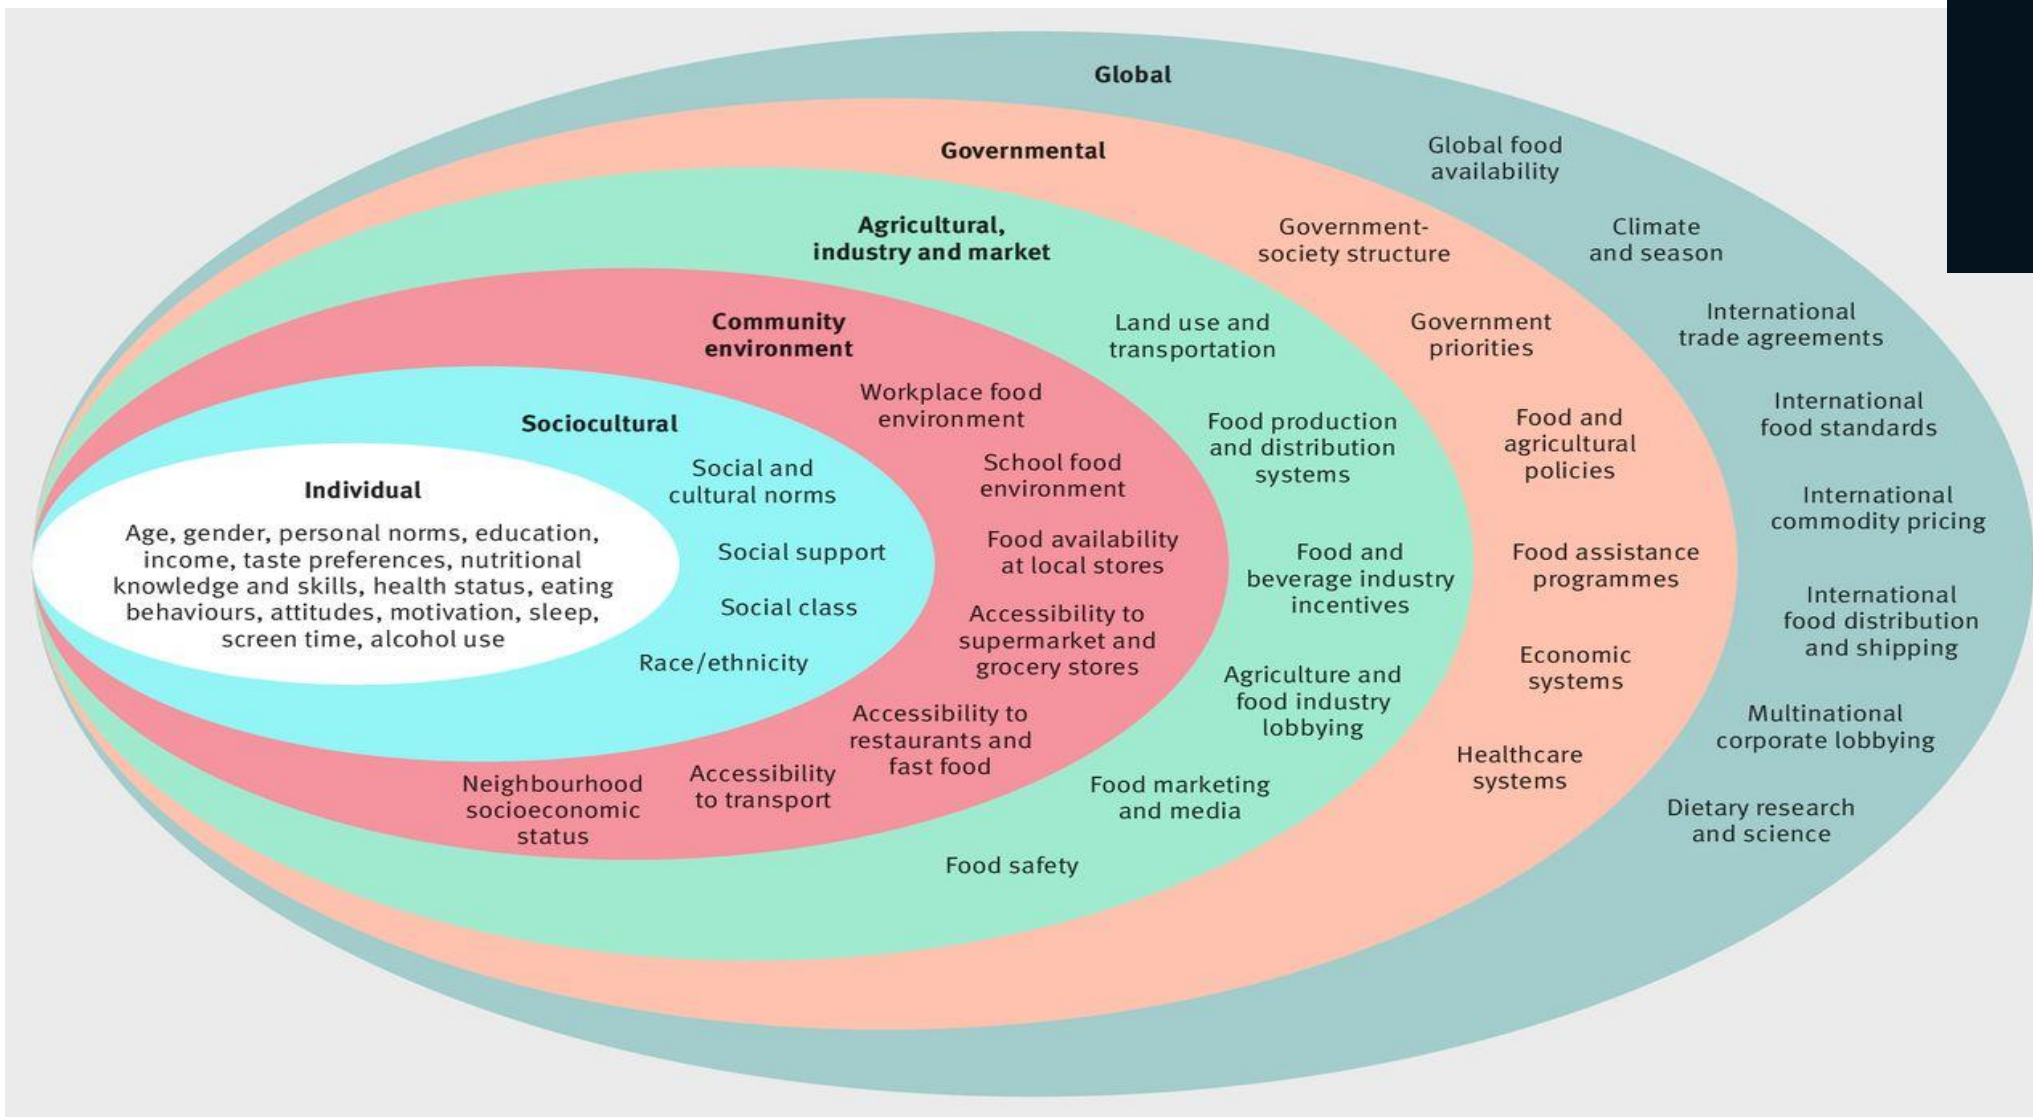 Global
Global food
availability
Climate
and season
International
trade agreements
International
food standards
International
commodity pricing
International
food distribution
and shipping
Multinational
corporate lobbying
Dietary research
and science
Governmental
Government-
society structure
Government
priorities
Food and
agricultural
policies
Food assistance
programmes
Economic
systems
Healthcare
systems
Agricultural,
industry and market
Land use and
transportation
Food production
and distribution
systems
Food and
beverage industry
incentives
Agriculture and
food industry
lobbying
Food marketing
and media
Food safety
Community
environment
Workplace food
environment
School food
environment
Food availability
at local stores
Accessibility to
supermarket and
grocery stores
Accessibility to
restaurants and
fast food
Accessibility
to transport
Neighbourhood
socioeconomic
status
Sociocultural
Social and
cultural norms
Social support
Social class
Race/ethnicity
Individual
Age, gender, personal norms, education,
income, taste preferences, nutritional
knowledge and skills, health status, eating
behaviours, attitudes, motivation, sleep,
screen time, alcohol use